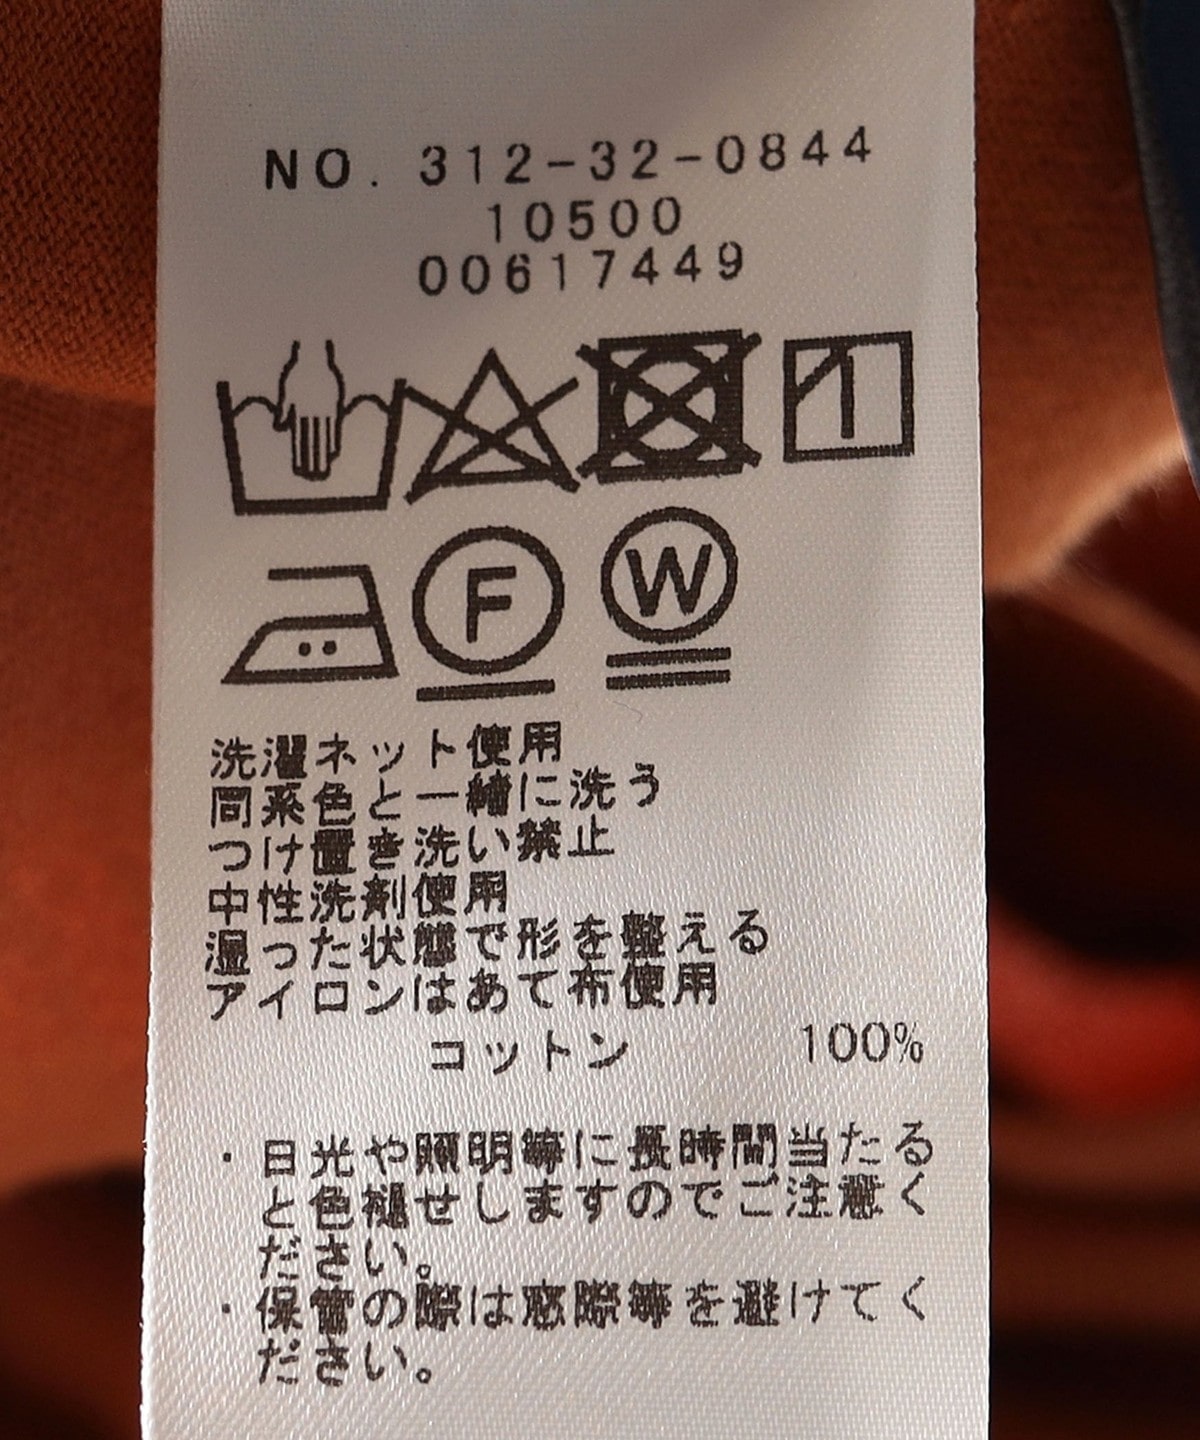 NO. 312-32-0844
10500
00617449
F W
洗濯ネット使用
同系色と一緒に洗う
つけ置き洗い禁止
中性洗剤使用
湿った状態で形を整える
アイロンはあて布使用
コットン 100%
・日光や照明等に長時間当たる
と色褪せしますのでご注意く
ださい。
・保管の際は窓際等を避けてく
ださい。